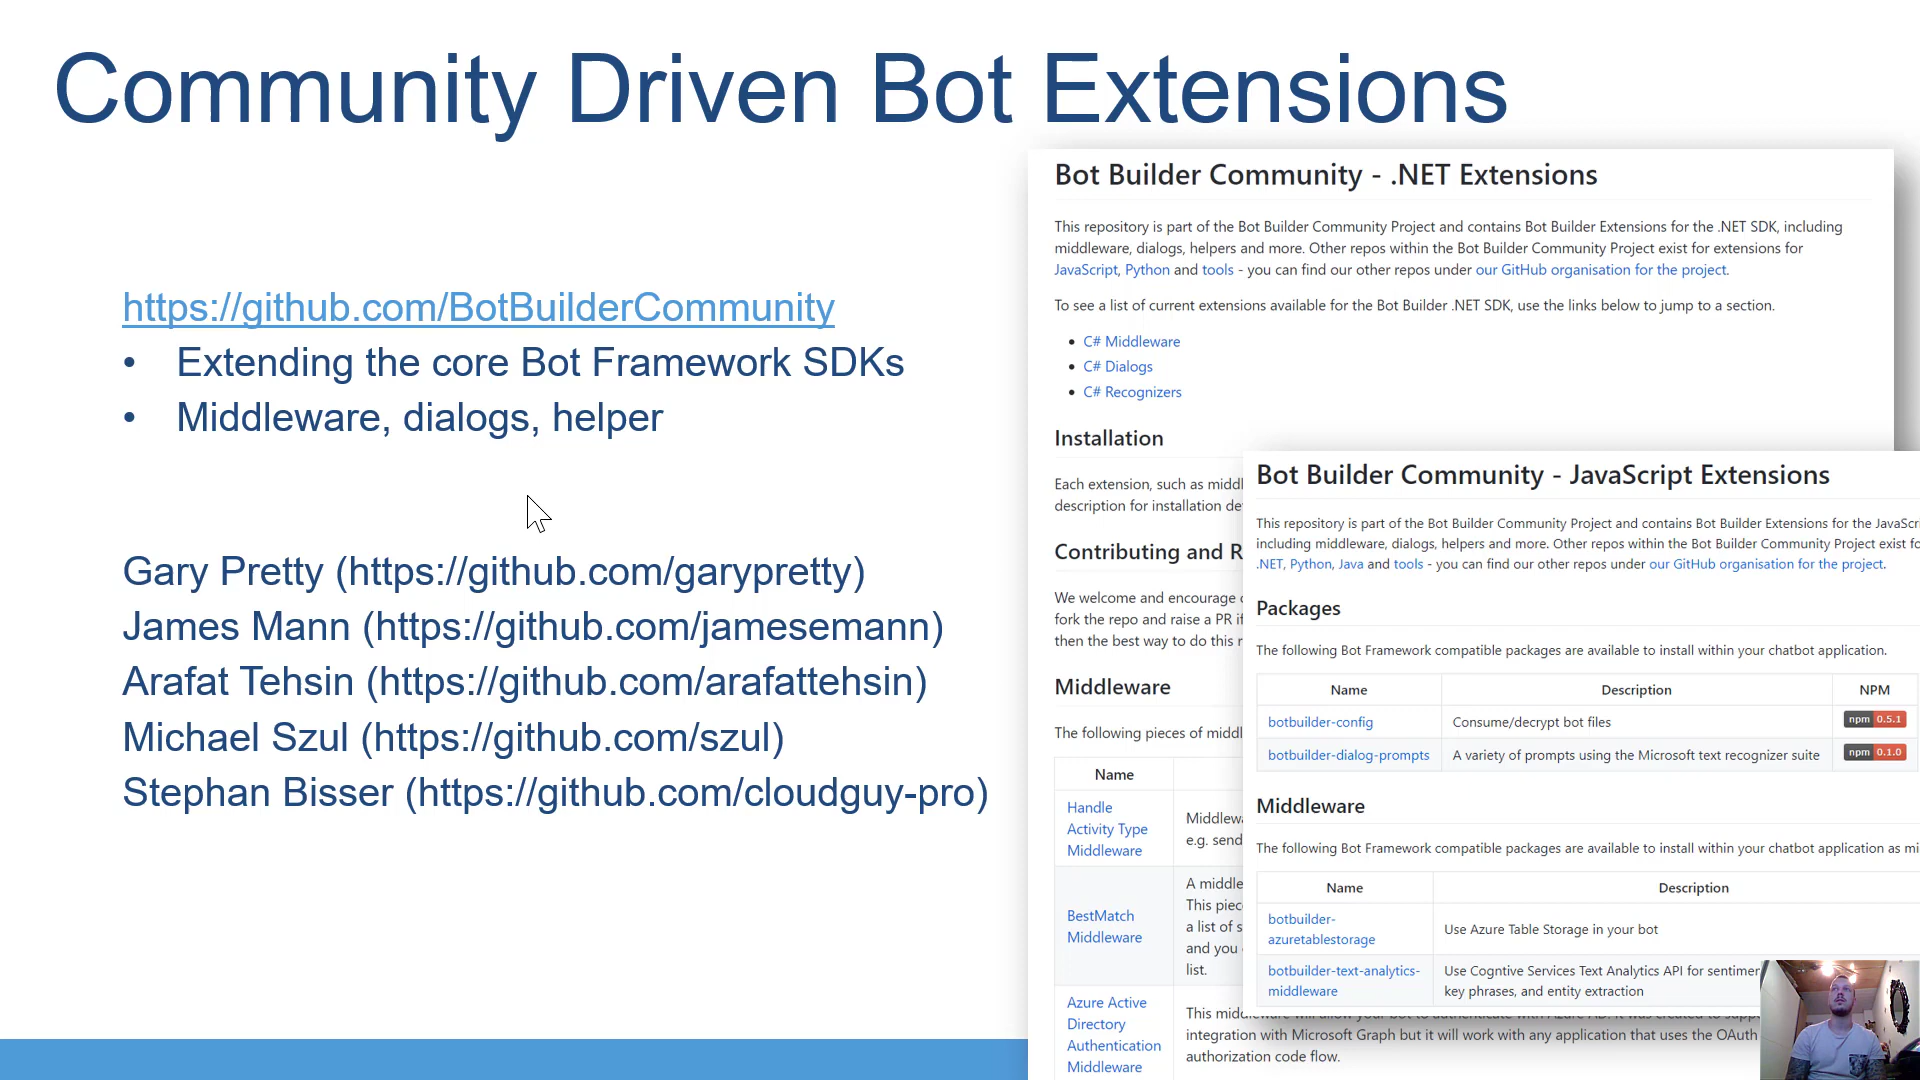 Community Driven Bot Extensions
https://github.com/BotBuilderCommunity
• Extending the core Bot Framework SDKs
• Middleware, dialogs, helper
Gary Pretty (https://github.com/garypretty)
James Mann (https://github.com/jamesemann)
Arafat Tehsin (https://github.com/arafattehsin)
Michael Szul (https://github.com/szul)
Stephan Bisser (https://github.com/cloudguy-pro)
Bot Builder Community - .NET Extensions
This repository is part of the Bot Builder Community Project and contains Bot Builder Extensions for the .NET SDK, including
middleware, dialogs, helpers and more. Other repos within the Bot Builder Community Project exist for extensions for
JavaScript, Python and tools - you can find our other repos under our GitHub organisation for the project.
To see a list of current extensions available for the Bot Builder .NET SDK, use the links below to jump to a section.
• C# Middleware
• C# Dialogs
• C# Recognizers
Installation
Each extension, such as middl
description for installation de
Contributing and R
We welcome and encourage
fork the repo and raise a PR if
then the best way to do this
Middleware
The following pieces of middl
Name
Handle
Activity Type
Middleware
Middlewa
e.g. send
BestMatch
Middleware
A middle
This piec
a list of s
and you
list.
Azure Active
Directory
Authentication
Middleware
This middleware will allow your bot to authenticate with Azure AD. It was created to supp
integration with Microsoft Graph but it will work with any application that uses the OAuth
authorization code flow.
Bot Builder Community - JavaScript Extensions
This repository is part of the Bot Builder Community Project and contains Bot Builder Extensions for the JavaScri
including middleware, dialogs, helpers and more. Other repos within the Bot Builder Community Project exist fo
.NET, Python, Java and tools - you can find our other repos under our GitHub organisation for the project.
Packages
The following Bot Framework compatible packages are available to install within your chatbot application.
Name Description NPM
botbuilder-config Consume/decrypt bot files npm 0.5.1
botbuilder-dialog-prompts A variety of prompts using the Microsoft text recognizer suite npm 0.1.0
Middleware
The following Bot Framework compatible packages are available to install within your chatbot application as mi
Name Description
botbuilder-
azuretablestorage
Use Azure Table Storage in your bot
botbuilder-text-analytics-
middleware
Use Cogntive Services Text Analytics API for sentimen
key phrases, and entity extraction